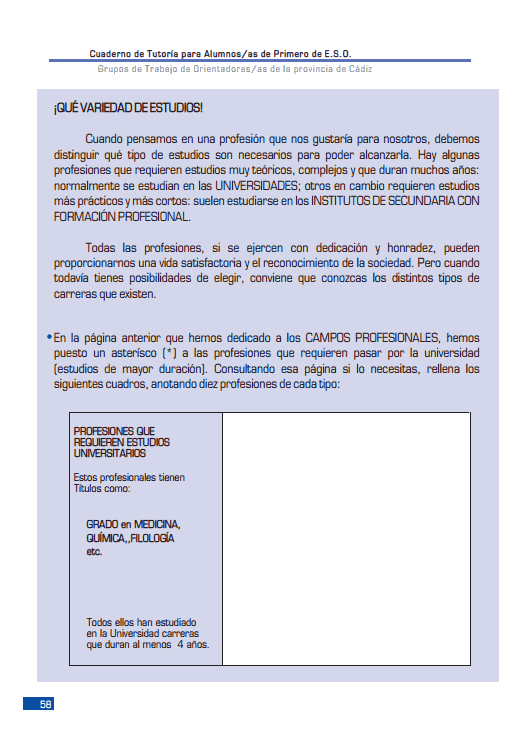 Cuaderno de Tutoría para Alumnos/as de Primero de E.S.O.
Grupos de Trabajo de Orientadores/as de la provincia de Cádiz
¡QUÉ VARIEDAD DE ESTUDIOS!
Cuando pensamos en una profesión que nos gustaría para nosotros, debemos
distinguir qué tipo de estudios son necesarios para poder alcanzarla. Hay algunas
profesiones que requieren estudios muy teóricos, complejos y que duran muchos años:
normalmente se estudian en las UNIVERSIDADES; otros en cambio requieren estudios
más prácticos y más cortos: suelen estudiarse en los INSTITUTOS DE SECUNDARIA CON
FORMACIÓN PROFESIONAL.
Todas las profesiones, si se ejercen con dedicación y honradez, pueden
proporcionarnos una vida satisfactoria y el reconocimiento de la sociedad. Pero cuando
todavía tienes posibilidades de elegir, conviene que conozcas los distintos tipos de
carreras que existen.
•En la página anterior que hemos dedicado a los CAMPOS PROFESIONALES, hemos
puesto un asterísco (*) a las profesiones que requieren pasar por la universidad
(estudios de mayor duración). Consultando esa página si lo necesitas, rellena los
siguientes cuadros, anotando diez profesiones de cada tipo:
PROFESIONES QUE
REQUIEREN ESTUDIOS
UNIVERSITARIOS
Estos profesionales tienen
Títulos como:
GRADO en MEDICINA,
QUÍMICA,,FILOLOGÍA
etc.
Todos ellos han estudiado
en la Universidad carreras
que duran al menos 4 años.
58